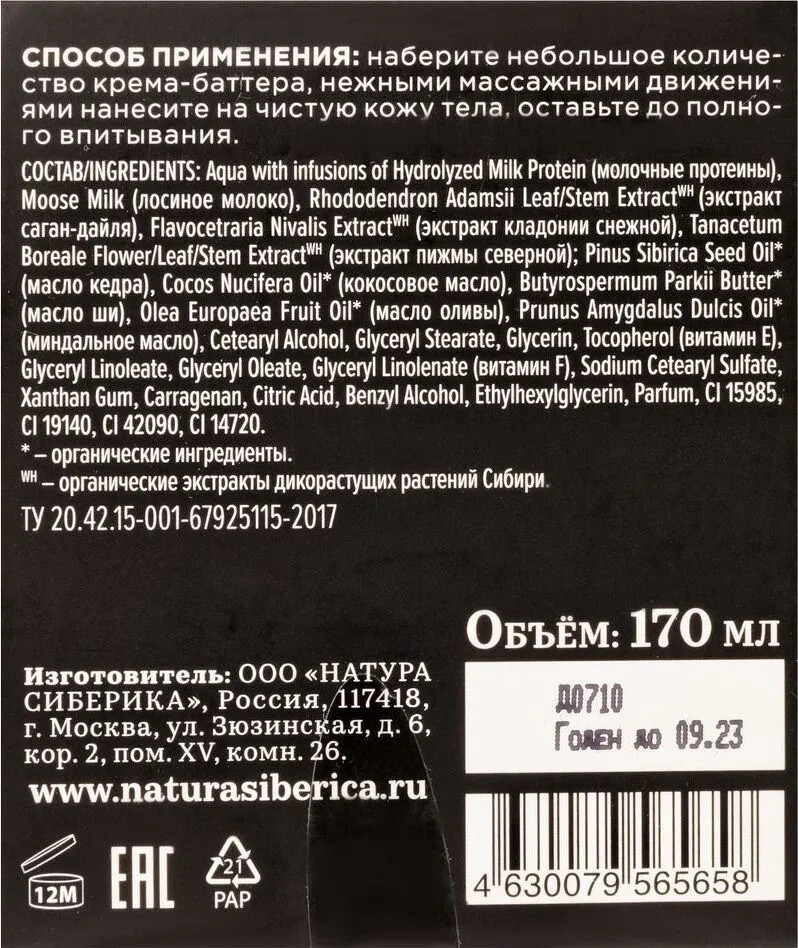 СПОСОБ ПРИМЕНЕНИЯ: наберите небольшое количе-
ство крема-баттера, нежными массажными движени-
ями нанесите на чистую кожу тела, оставьте до полно-
го впитывания.
СОСТАВ/INGREDIENTS: Aqua with infusions of Hydrolyzed Milk Protein (молочные протеины),
Moose Milk (лосиное молоко), Rhododendron Adamsii Leaf/Stem Extractᵂᴴ (экстракт
саган-дайля), Flavocetraria Nivalis Extractᵂᴴ (экстракт кладонии снежной), Tanacetum
Boreale Flower/Leaf/Stem Extractᵂᴴ (экстракт пижмы северной); Pinus Sibirica Seed Oil*
(масло кедра), Cocos Nucifera Oil* (кокосовое масло), Butyrospermum Parkii Butter*
(масло ши), Olea Europaea Fruit Oil* (масло оливы), Prunus Amygdalus Dulcis Oil*
(миндальное масло), Cetearyl Alcohol, Glyceryl Stearate, Glycerin, Tocopherol (витамин Е),
Glyceryl Linoleate, Glyceryl Oleate, Glyceryl Linolenate (витамин F), Sodium Cetearyl Sulfate,
Xanthan Gum, Carragenan, Citric Acid, Benzyl Alcohol, Ethylhexylglycerin, Parfum, CI 15985,
CI 19140, CI 42090, CI 14720.
* – органические ингредиенты.
ᵂᴴ – органические экстракты дикорастущих растений Сибири.
ТУ 20.42.15-001-67925115-2017
Объём: 170 мл
Изготовитель: ООО «НАТУРА
СИБЕРИКА», Россия, 117418,
г. Москва, ул. Зюзинская, д. 6,
кор. 2, пом. XV, комн. 26.
www.naturasiberica.ru
Д0710
Годен до 09.23
12M
EAC
21
PAP
4 630079 565658